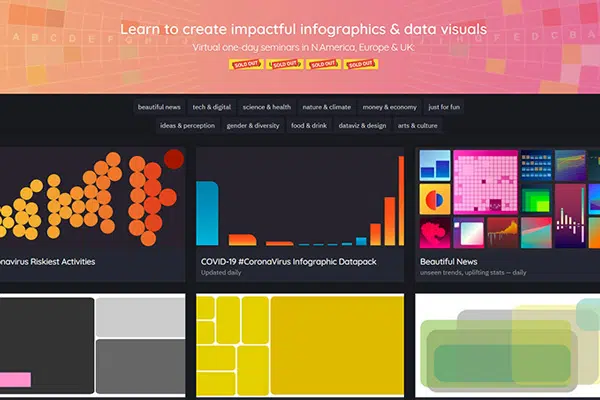 Learn to create impactful infographics & data visuals
Virtual one-day seminars in N.America, Europe & UK:
SOLD OUT SOLD OUT SOLD OUT SOLD OUT
A B C D E F G H I A B C
beautiful news tech & digital science & health nature & climate money & economy just for fun
ideas & perception gender & diversity food & drink dataviz & design arts & culture
navirus Riskiest Activities COVID-19 #CoronaVirus Infographic Datapack Beautiful News
Updated daily unseen trends, uplifting stats — daily